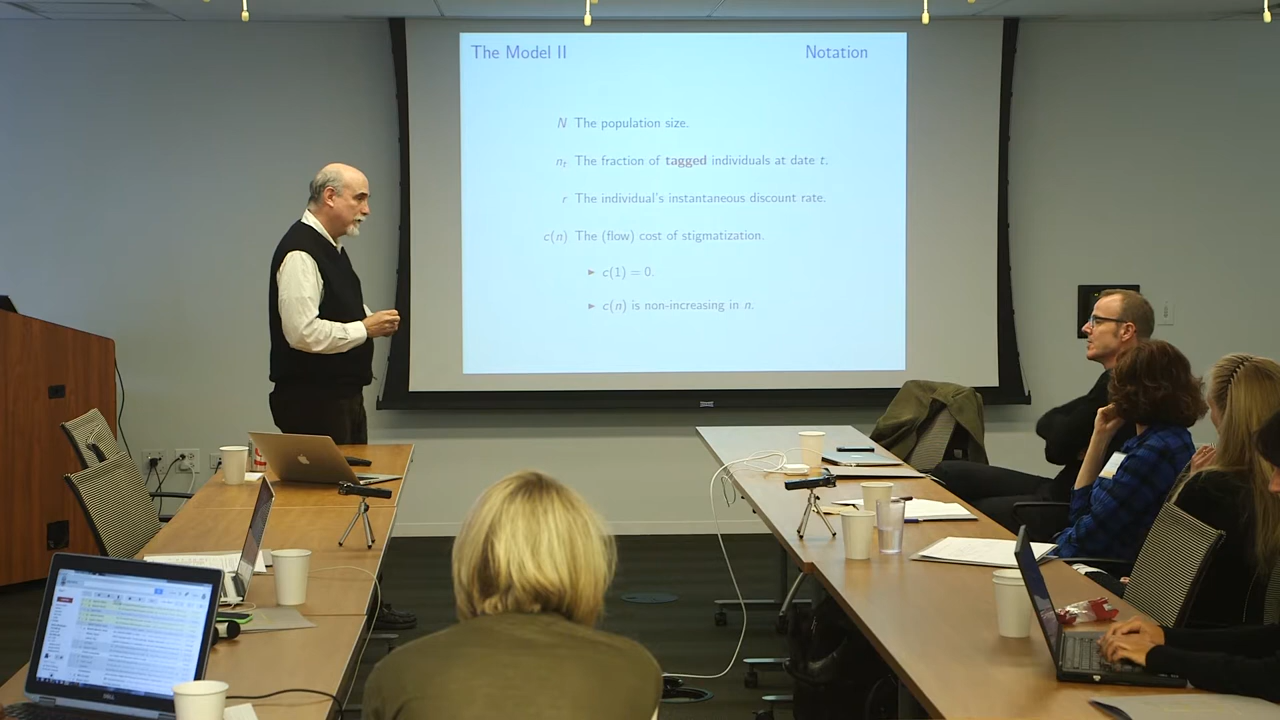 The Model II
Notation
N The population size.
nₜ The fraction of tagged individuals at date t.
r The individual's instantaneous discount rate.
c(n) The (flow) cost of stigmatization.
► c(1) = 0.
► c(n) is non-increasing in n.
DELL